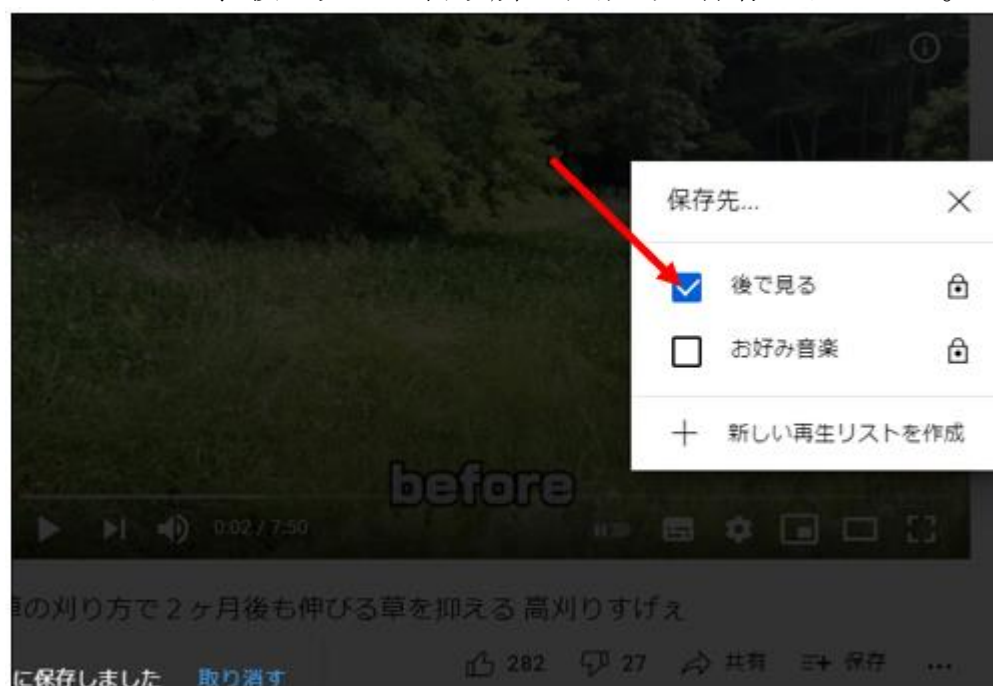 保存先...
後で見る
お好み音楽
新しい再生リストを作成
before
0:02 / 7:50
の刈り方で２ヶ月後も伸びる草を抑える 高刈りすげぇ
282 27 共有 保存 ...
に保存しました 取り消す